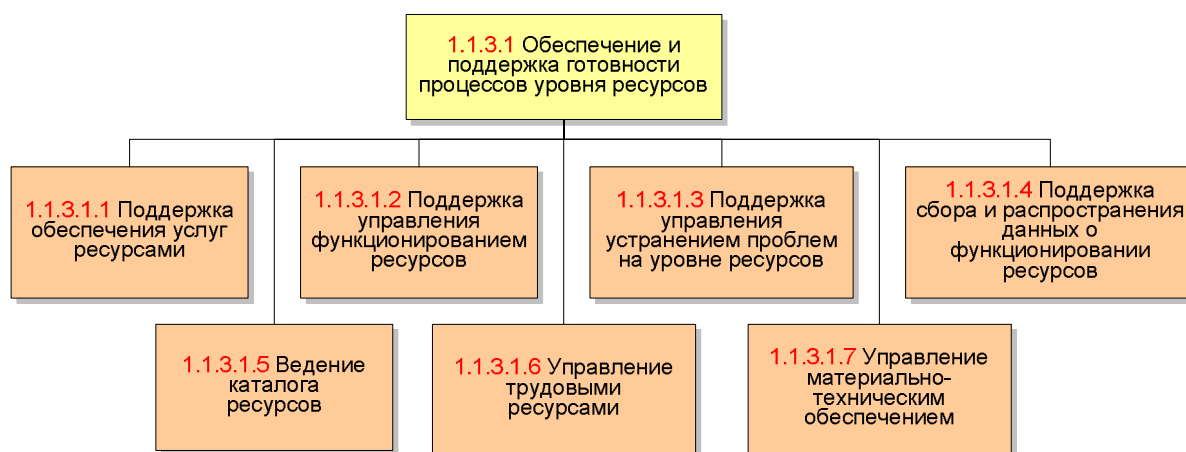 1.1.3.1 Обеспечение и
поддержка готовности
процессов уровня ресурсов
1.1.3.1.1 Поддержка
обеспечения услуг
ресурсами
1.1.3.1.2 Поддержка
управления
функционированием
ресурсов
1.1.3.1.3 Поддержка
управления
устранением проблем
на уровне ресурсов
1.1.3.1.4 Поддержка
сбора и распространения
данных о
функционировании
ресурсов
1.1.3.1.5 Ведение
каталога
ресурсов
1.1.3.1.6 Управление
трудовыми
ресурсами
1.1.3.1.7 Управление
материально-
техническим
обеспечением